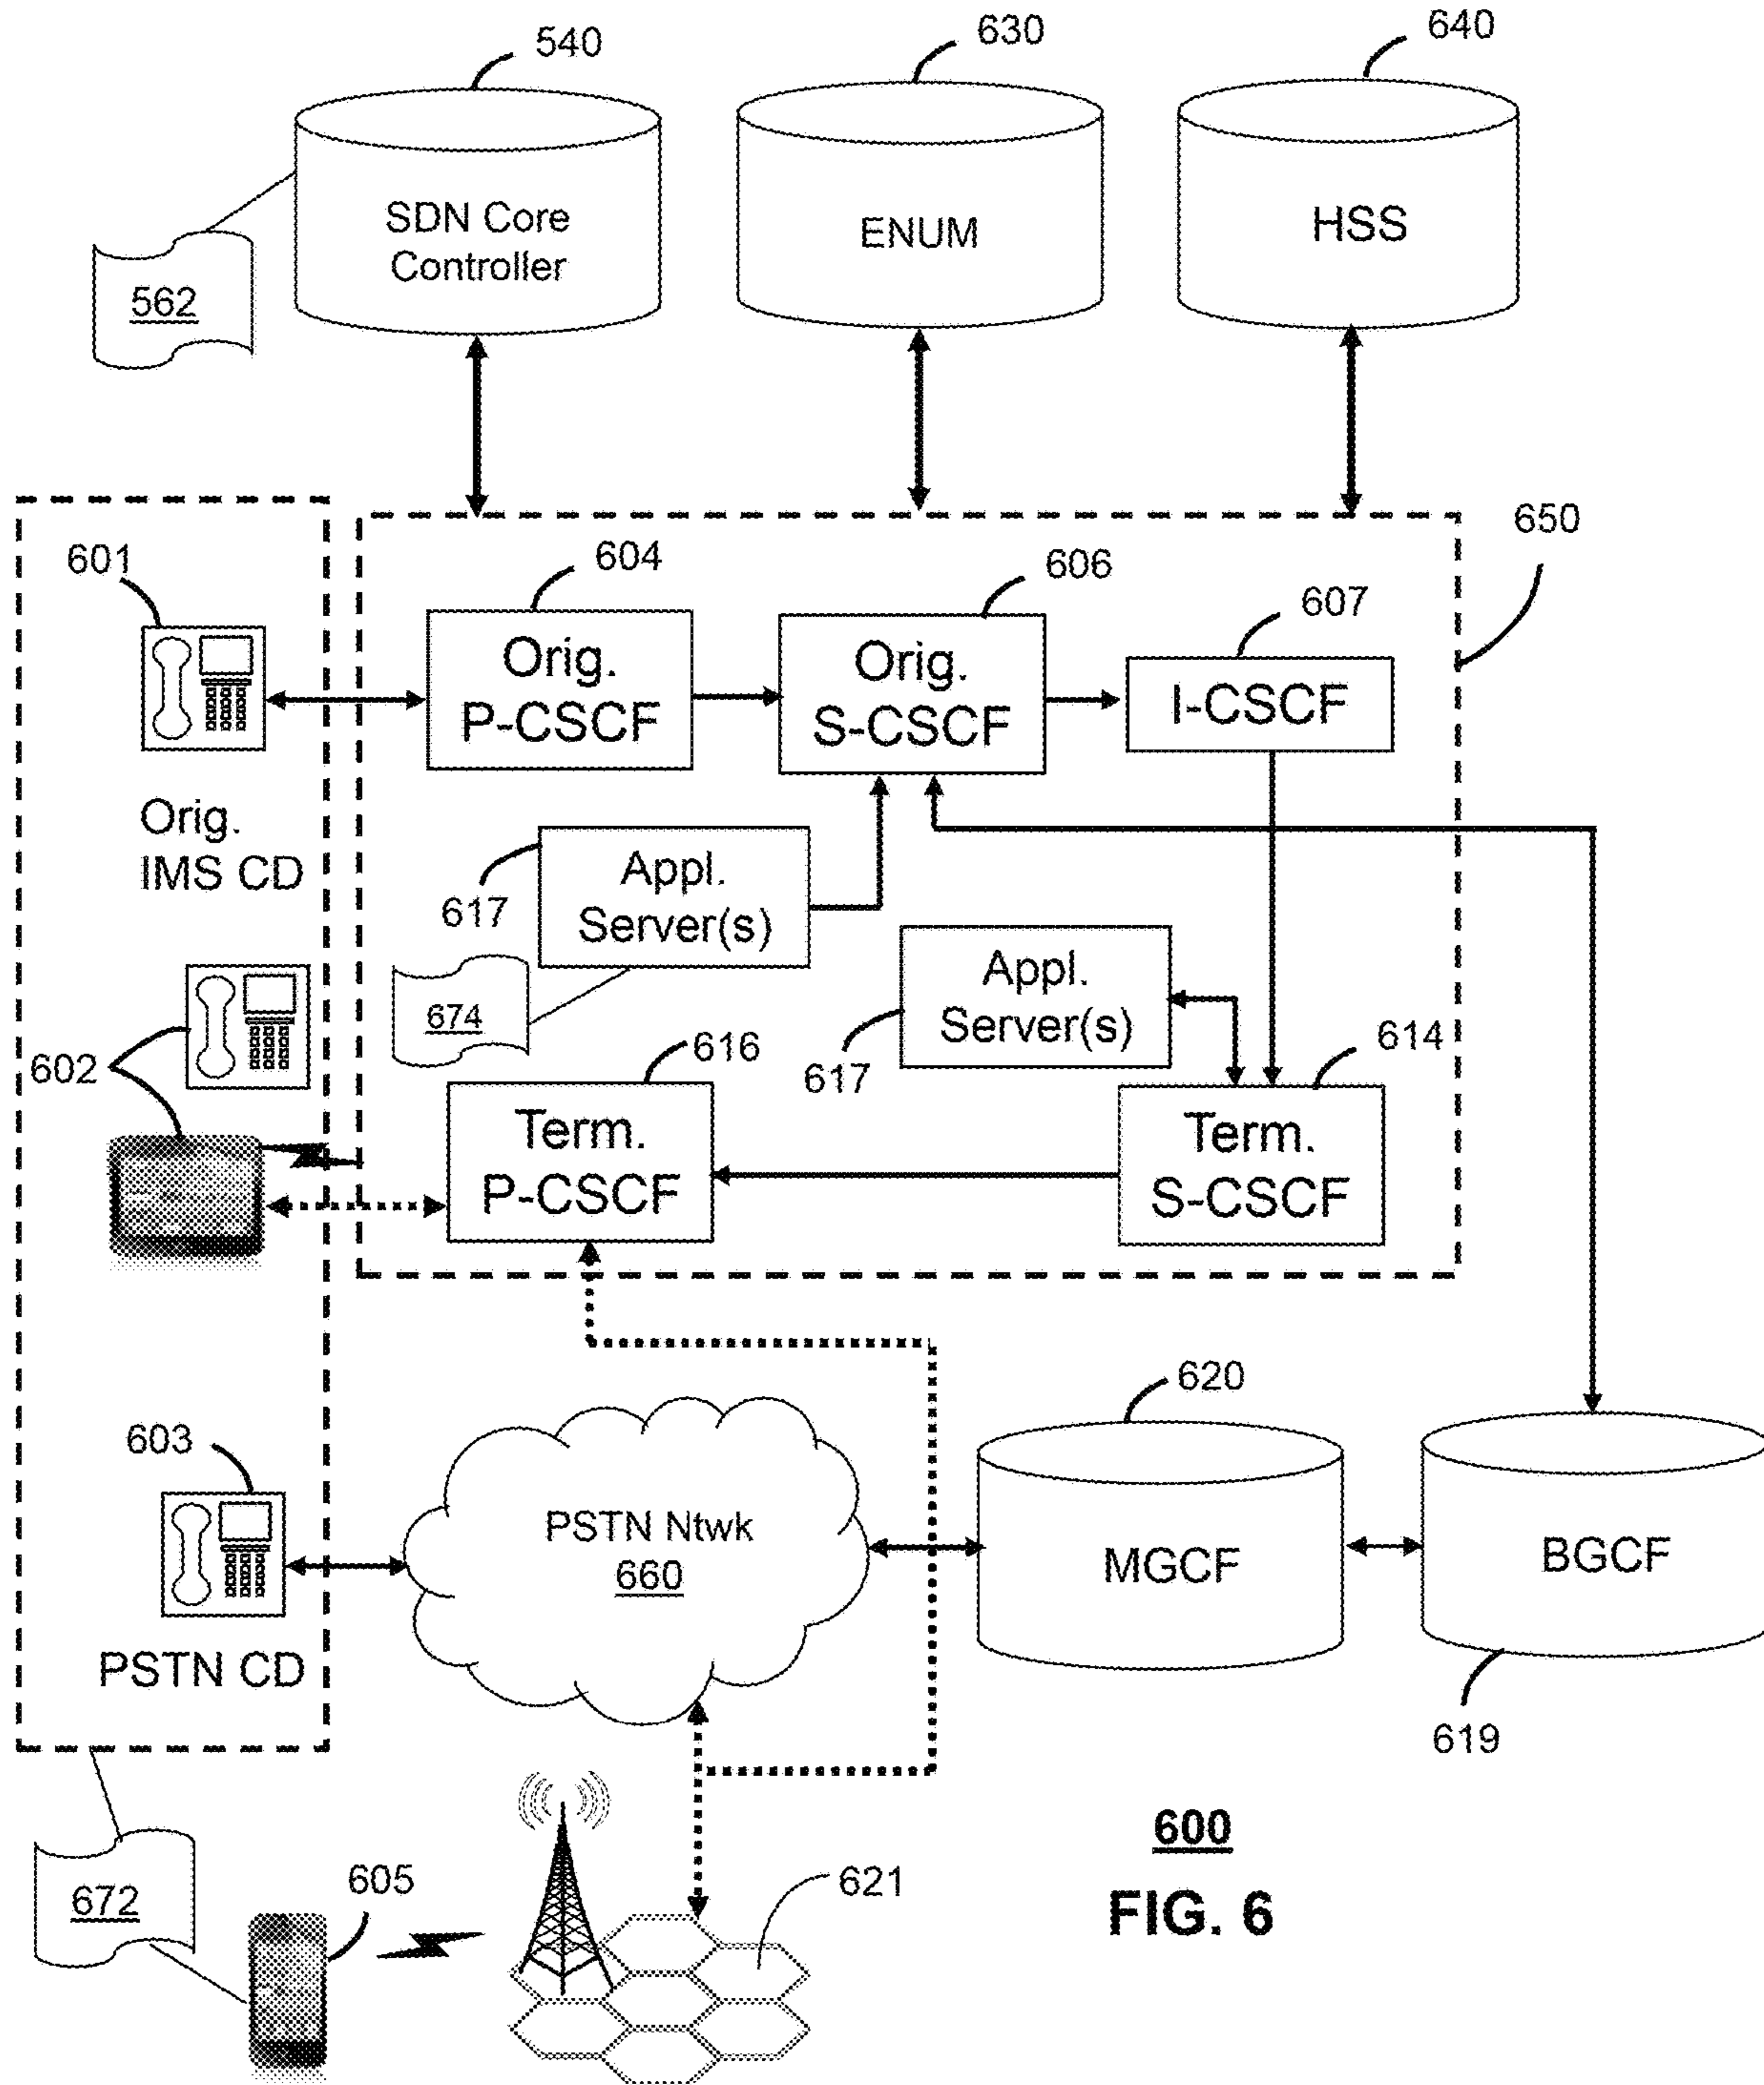 540
630
640
SDN Core
Controller
ENUM
HSS
562
650
601
604
606
607
Orig.
P-CSCF
Orig.
S-CSCF
I-CSCF
Orig.
IMS CD
617
Appl.
Server(s)
674
Appl.
Server(s)
617
602
616
614
Term.
P-CSCF
Term.
S-CSCF
620
603
PSTN Ntwk
660
MGCF
BGCF
PSTN CD
619
672
605
621
600
FIG. 6